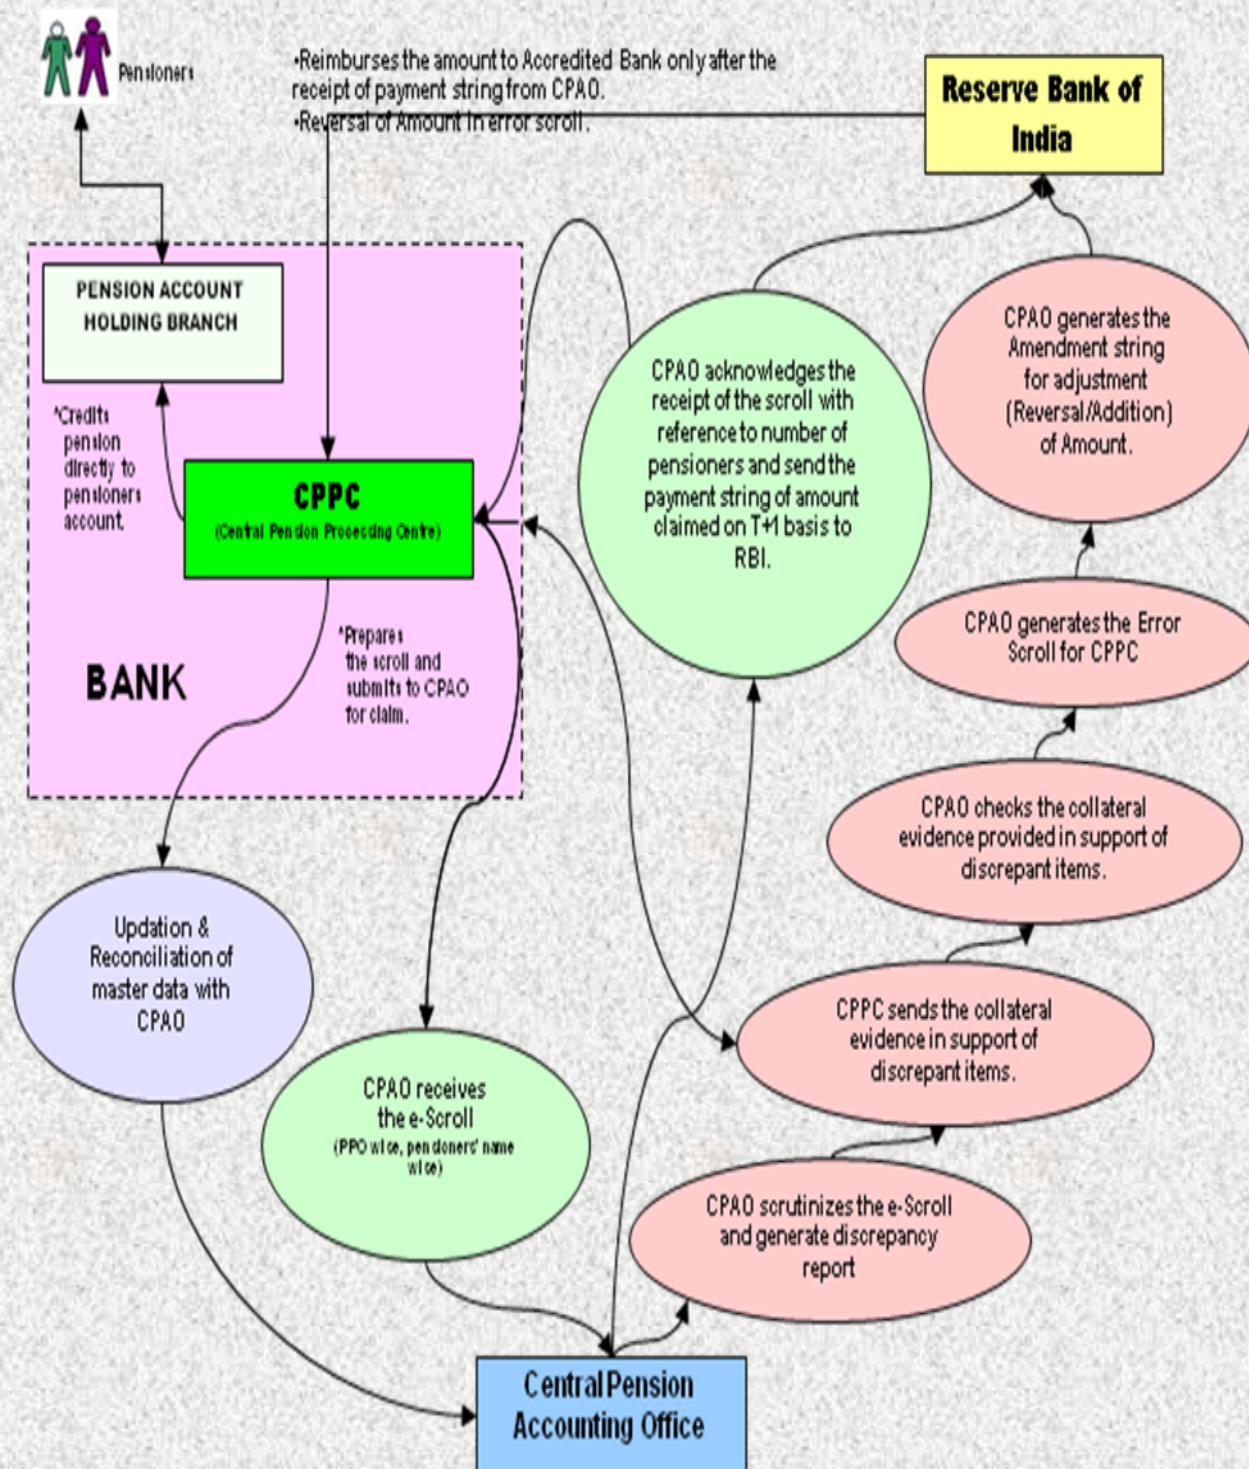 Pensioners
•Reimburses the amount to Accredited Bank only after the
receipt of payment string from CPAO.
•Reversal of Amount in error scroll.
Reserve Bank of
India
PENSION ACCOUNT
HOLDING BRANCH
*Credits
pension
directly to
pensioners
account.
CPPC
(Central Pension Processing Centre)
*Prepares
the scroll and
submits to CPAO
for claim.
BANK
CPAO acknowledges the
receipt of the scroll with
reference to number of
pensioners and send the
payment string of amount
claimed on T+1 basis to
RBI.
CPAO generates the
Amendment string
for adjustment
(Reversal/Addition)
of Amount.
CPAO generates the Error
Scroll for CPPC
CPAO checks the collateral
evidence provided in support of
discrepant items.
CPPC sends the collateral
evidence in support of
discrepant items.
CPAO scrutinizes the e-Scroll
and generate discrepancy
report
Updation &
Reconciliation of
master data with
CPAO
CPAO receives
the e-Scroll
(PPO wise, pensioners' name
wise)
Central Pension
Accounting Office